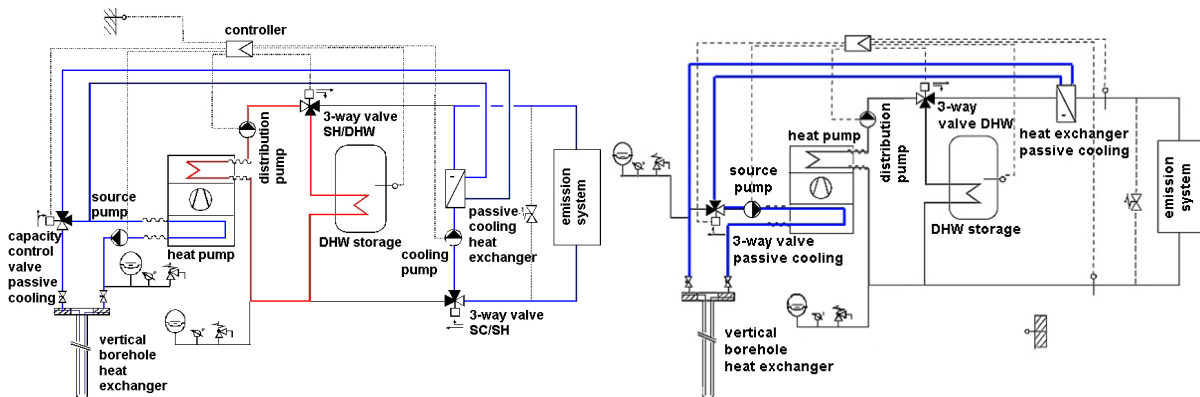 controller
3-way valve
SH/DHW
distribution
pump
source
pump
heat pump
DHW storage
capacity
control
valve
passive
cooling
cooling
pump
passive
cooling
heat
exchanger
emission
system
3-way valve
SC/SH
vertical
borehole
heat
exchanger
3-way
valve DHW
heat exchanger
passive cooling
heat pump
distribution
pump
source
pump
3-way valve
passive cooling
DHW storage
emission
system
vertical
borehole
heat exchanger